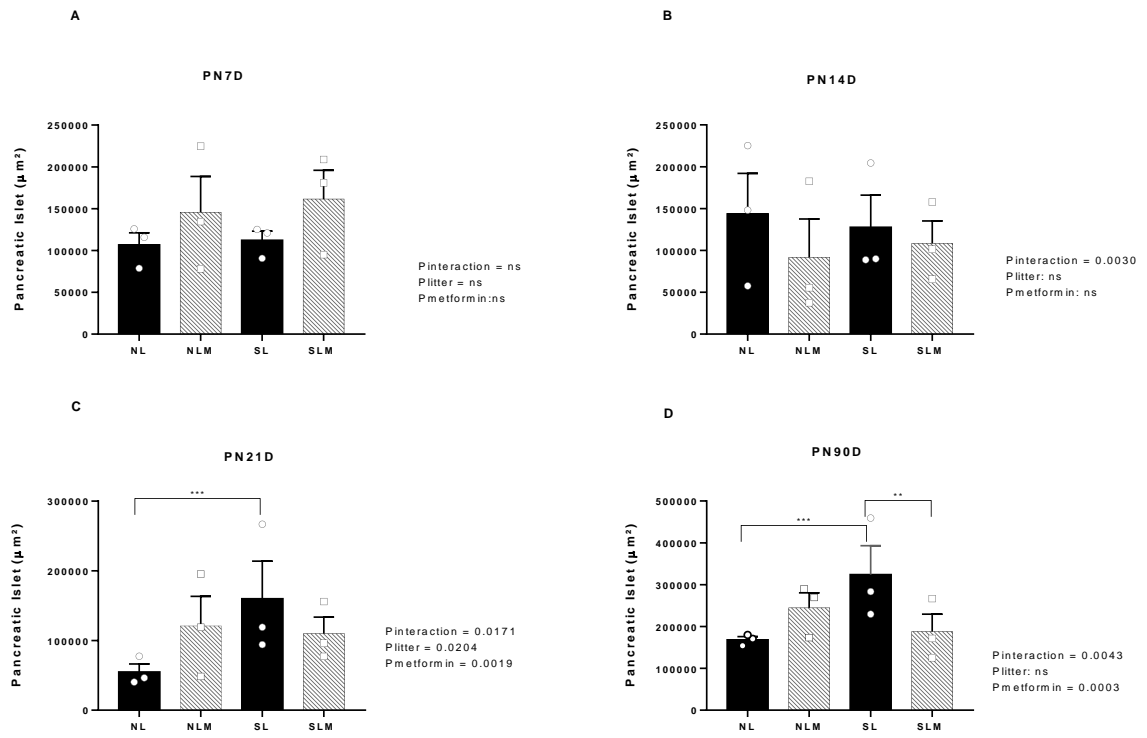 A
PN7D
Pancreatic Islet (µm²)
250000
200000
150000
100000
50000
0
NL NLM SL SLM
Pinteraction = ns
Plitter = ns
Pmetformin:ns
B
PN14D
Pancreatic Islet (µm²)
250000
200000
150000
100000
50000
0
NL NLM SL SLM
Pinteraction = 0.0030
Plitter: ns
Pmetformin: ns
C
PN21D
Pancreatic Islet (µm²)
300000
200000
100000
0
***
NL NLM SL SLM
Pinteraction = 0.0171
Plitter = 0.0204
Pmetformin = 0.0019
D
PN90D
Pancreatic Islet (µm²)
500000
400000
300000
200000
100000
0
***
**
NL NLM SL SLM
Pinteraction = 0.0043
Plitter: ns
Pmetformin = 0.0003